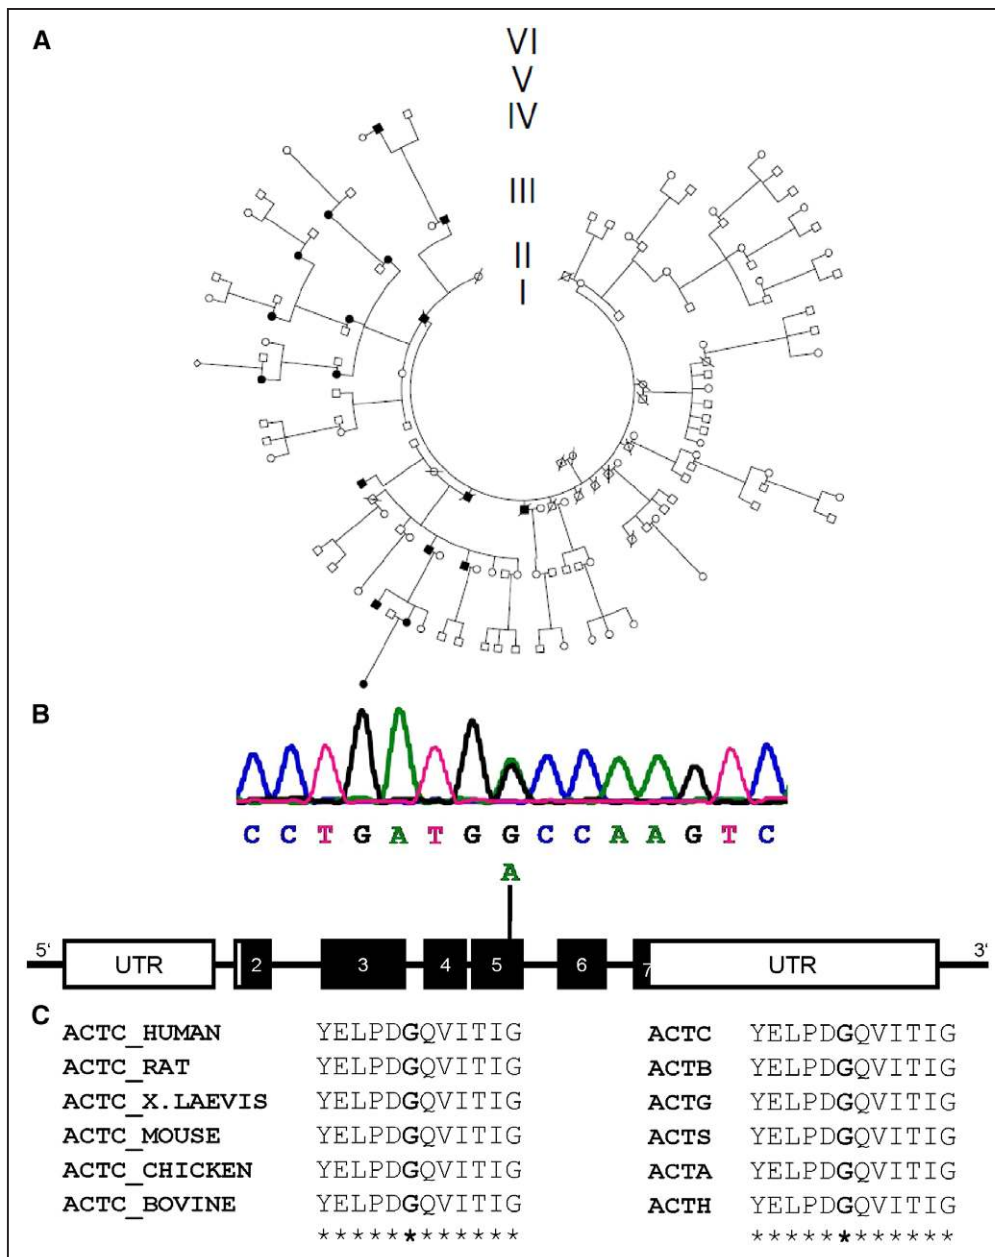 A
VI
V
IV
III
II
I
B
C C T G A T G G C C A A G T C
A
5' UTR 2 3 4 5 6 7 UTR 3'
C
ACTC_HUMAN YELPDGQVITIG ACTC YELPDGQVITIG
ACTC_RAT YELPDGQVITIG ACTB YELPDGQVITIG
ACTC_X.LAEVIS YELPDGQVITIG ACTG YELPDGQVITIG
ACTC_MOUSE YELPDGQVITIG ACTS YELPDGQVITIG
ACTC_CHICKEN YELPDGQVITIG ACTA YELPDGQVITIG
ACTC_BOVINE YELPDGQVITIG ACTH YELPDGQVITIG
************ ************